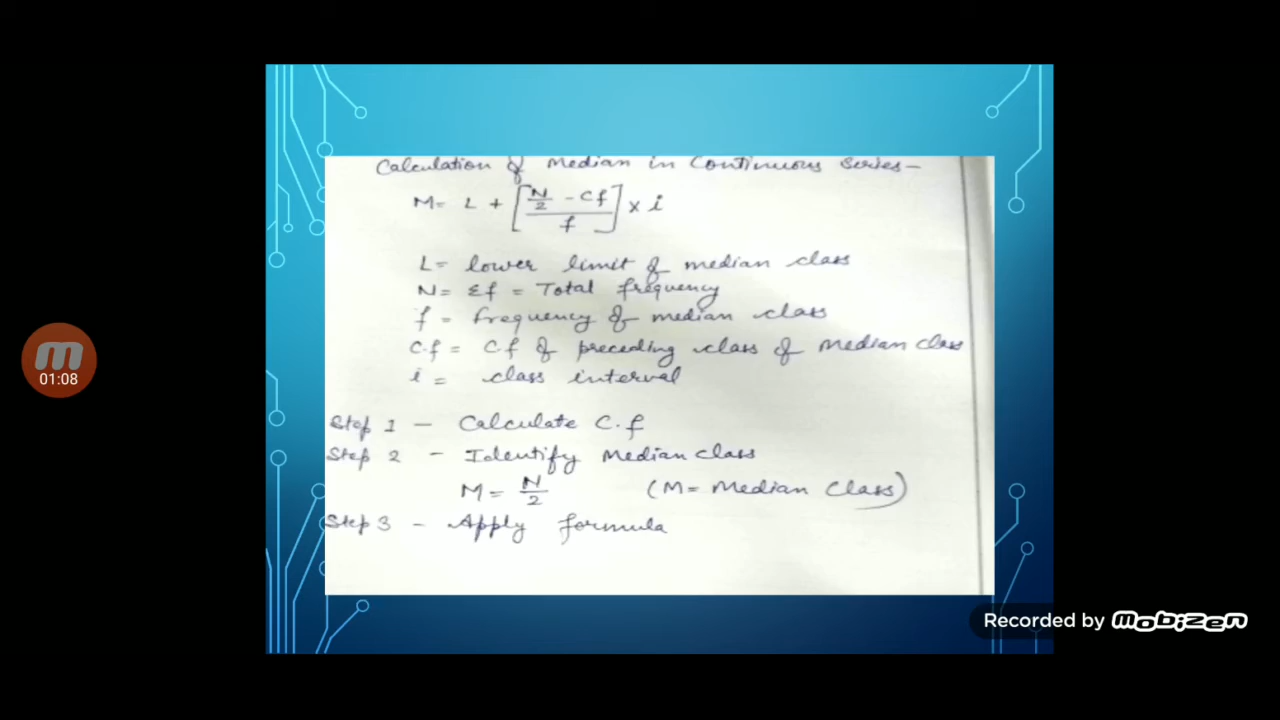 Calculation of Median in Continuous Series-
M= L + [N/2 - Cf / f] x i
L= lower limit of median class
N= Σf = Total frequency
f = frequency of median class
C.f = C.f of preceding class of median class
i = class interval
Step 1 - Calculate C.f
Step 2 - Identify Median class
M= N/2 (M= Median Class)
Step 3 - Apply formula
01:08
Recorded by mobizen